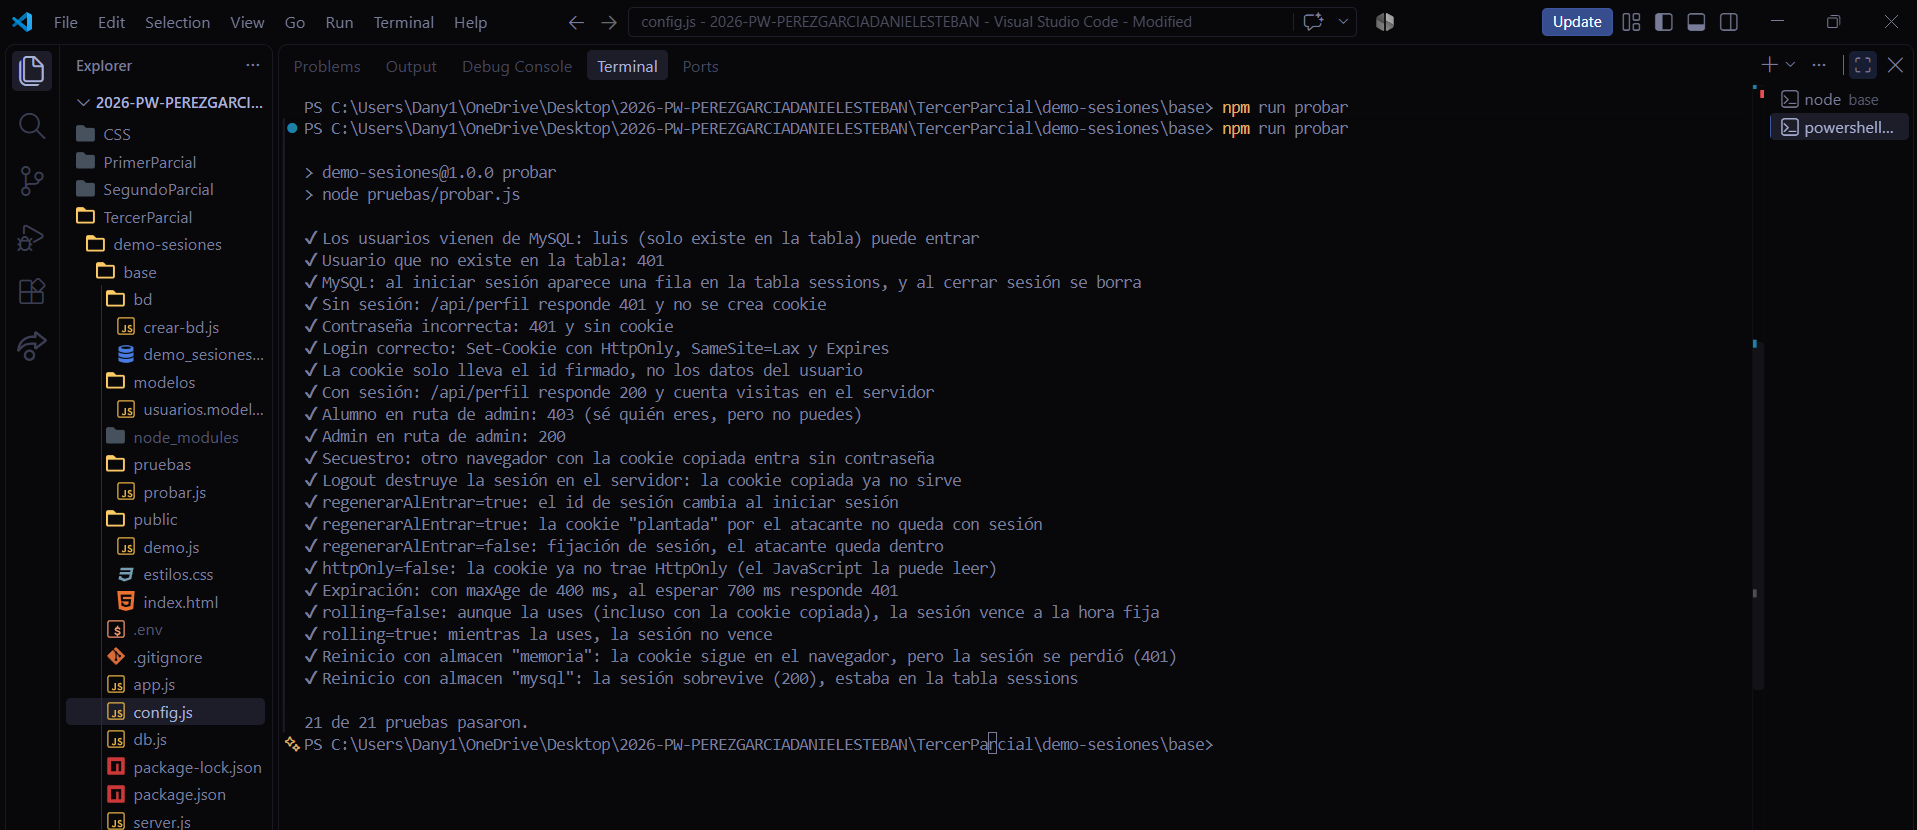 File Edit Selection View Go Run Terminal Help
config.js - 2026-PW-PEREZGARCIADANIELESTEBAN - Visual Studio Code - Modified
Update
Explorer
2026-PW-PEREZGARCI...
CSS
PrimerParcial
SegundoParcial
TercerParcial
demo-sesiones
base
bd
crear-bd.js
demo_sesiones...
modelos
usuarios.model...
node_modules
pruebas
probar.js
public
demo.js
estilos.css
index.html
.env
.gitignore
app.js
config.js
db.js
package-lock.json
package.json
server.js
Problems Output Debug Console Terminal Ports
PS C:\Users\Dany1\OneDrive\Desktop\2026-PW-PEREZGARCIADANIELESTEBAN\TercerParcial\demo-sesiones\base> npm run probar
PS C:\Users\Dany1\OneDrive\Desktop\2026-PW-PEREZGARCIADANIELESTEBAN\TercerParcial\demo-sesiones\base> npm run probar
> demo-sesiones@1.0.0 probar
> node pruebas/probar.js
✓ Los usuarios vienen de MySQL: luis (solo existe en la tabla) puede entrar
✓ Usuario que no existe en la tabla: 401
✓ MySQL: al iniciar sesión aparece una fila en la tabla sessions, y al cerrar sesión se borra
✓ Sin sesión: /api/perfil responde 401 y no se crea cookie
✓ Contraseña incorrecta: 401 y sin cookie
✓ Login correcto: Set-Cookie con HttpOnly, SameSite=Lax y Expires
✓ La cookie solo lleva el id firmado, no los datos del usuario
✓ Con sesión: /api/perfil responde 200 y cuenta visitas en el servidor
✓ Alumno en ruta de admin: 403 (sé quién eres, pero no puedes)
✓ Admin en ruta de admin: 200
✓ Secuestro: otro navegador con la cookie copiada entra sin contraseña
✓ Logout destruye la sesión en el servidor: la cookie copiada ya no sirve
✓ regenerarAlEntrar=true: el id de sesión cambia al iniciar sesión
✓ regenerarAlEntrar=true: la cookie "plantada" por el atacante no queda con sesión
✓ regenerarAlEntrar=false: fijación de sesión, el atacante queda dentro
✓ httpOnly=false: la cookie ya no trae HttpOnly (el JavaScript la puede leer)
✓ Expiración: con maxAge de 400 ms, al esperar 700 ms responde 401
✓ rolling=false: aunque la uses (incluso con la cookie copiada), la sesión vence a la hora fija
✓ rolling=true: mientras la uses, la sesión no vence
✓ Reinicio con almacen "memoria": la cookie sigue en el navegador, pero la sesión se perdió (401)
✓ Reinicio con almacen "mysql": la sesión sobrevive (200), estaba en la tabla sessions
21 de 21 pruebas pasaron.
PS C:\Users\Dany1\OneDrive\Desktop\2026-PW-PEREZGARCIADANIELESTEBAN\TercerParcial\demo-sesiones\base>
node base
powershell...